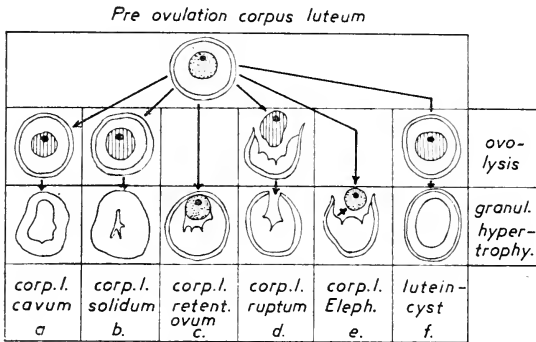 Pre ovulation corpus luteum
ovo-
lysis
granul.
hyper-
trophy.
corp. l.
cavum
a
corp. l.
solidum
b.
corp. l.
retent.
ovum
c.
corp. l.
ruptum
d.
corp. l.
Eleph.
e.
lutein-
cyst
f.